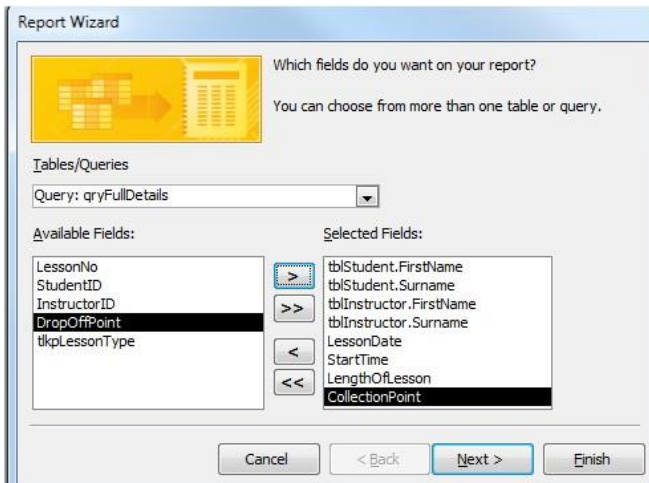 Report Wizard
Which fields do you want on your report?
You can choose from more than one table or query.
Tables/Queries
Query: qryFullDetails
Available Fields:
LessonNo
StudentID
InstructorID
DropOffPoint
tlkpLessonType
>
>>
<
<<
Selected Fields:
tblStudent.FirstName
tblStudent.Surname
tblInstructor.FirstName
tblInstructor.Surname
LessonDate
StartTime
LengthOfLesson
CollectionPoint
Cancel
< Back
Next >
Finish